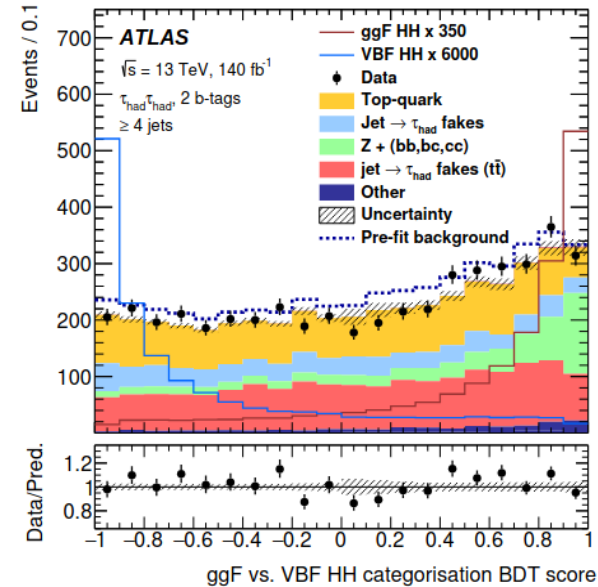 Events / 0.1
700
600
500
400
300
200
100
ATLAS
√s = 13 TeV, 140 fb⁻¹
τhadτhad, 2 b-tags
≥ 4 jets
ggF HH x 350
VBF HH x 6000
Data
Top-quark
Jet → τhad fakes
Z + (bb,bc,cc)
jet → τhad fakes (tt̄)
Other
Uncertainty
Pre-fit background
Data/Pred.
1.2
1
0.8
−1 −0.8 −0.6 −0.4 −0.2 0 0.2 0.4 0.6 0.8 1
ggF vs. VBF HH categorisation BDT score